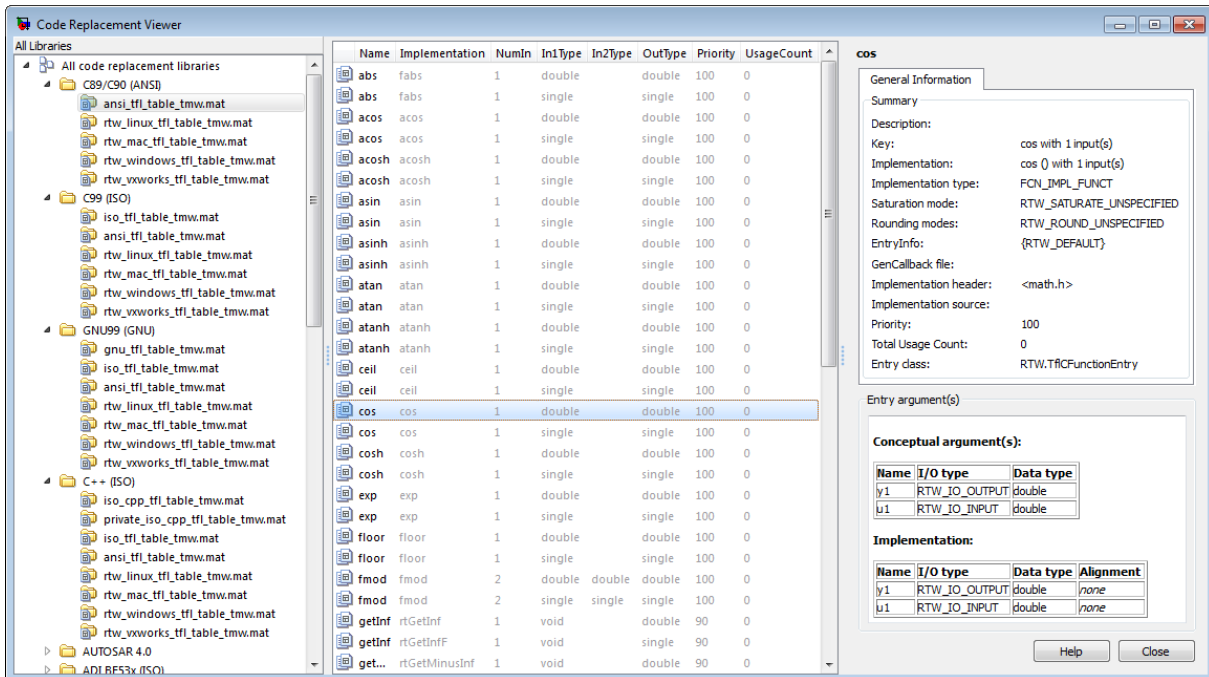 Code Replacement Viewer
All Libraries
All code replacement libraries
C89/C90 (ANSI)
ansi_tfl_table_tmw.mat
rtw_linux_tfl_table_tmw.mat
rtw_mac_tfl_table_tmw.mat
rtw_windows_tfl_table_tmw.mat
rtw_vxworks_tfl_table_tmw.mat
C99 (ISO)
iso_tfl_table_tmw.mat
ansi_tfl_table_tmw.mat
rtw_linux_tfl_table_tmw.mat
rtw_mac_tfl_table_tmw.mat
rtw_windows_tfl_table_tmw.mat
rtw_vxworks_tfl_table_tmw.mat
GNU99 (GNU)
gnu_tfl_table_tmw.mat
iso_tfl_table_tmw.mat
ansi_tfl_table_tmw.mat
rtw_linux_tfl_table_tmw.mat
rtw_mac_tfl_table_tmw.mat
rtw_windows_tfl_table_tmw.mat
rtw_vxworks_tfl_table_tmw.mat
C++ (ISO)
iso_cpp_tfl_table_tmw.mat
private_iso_cpp_tfl_table_tmw.mat
iso_tfl_table_tmw.mat
ansi_tfl_table_tmw.mat
rtw_linux_tfl_table_tmw.mat
rtw_mac_tfl_table_tmw.mat
rtw_windows_tfl_table_tmw.mat
rtw_vxworks_tfl_table_tmw.mat
AUTOSAR 4.0
ADI BF53x (ISO)
Name Implementation NumIn In1Type In2Type OutType Priority UsageCount
abs fabs 1 double double 100 0
abs fabs 1 single single 100 0
acos acos 1 double double 100 0
acos acos 1 single single 100 0
acosh acosh 1 double double 100 0
acosh acosh 1 single single 100 0
asin asin 1 double double 100 0
asin asin 1 single single 100 0
asinh asinh 1 double double 100 0
asinh asinh 1 single single 100 0
atan atan 1 double double 100 0
atan atan 1 single single 100 0
atanh atanh 1 double double 100 0
atanh atanh 1 single single 100 0
ceil ceil 1 double double 100 0
ceil ceil 1 single single 100 0
cos cos 1 double double 100 0
cos cos 1 single single 100 0
cosh cosh 1 double double 100 0
cosh cosh 1 single single 100 0
exp exp 1 double double 100 0
exp exp 1 single single 100 0
floor floor 1 double double 100 0
floor floor 1 single single 100 0
fmod fmod 2 double double double 100 0
fmod fmod 2 single single single 100 0
getInf rtGetInf 1 void double 90 0
getInf rtGetInfF 1 void single 90 0
get... rtGetMinusInf 1 void double 90 0
cos
General Information
Summary
Description:
Key: cos with 1 input(s)
Implementation: cos () with 1 input(s)
Implementation type: FCN_IMPL_FUNCT
Saturation mode: RTW_SATURATE_UNSPECIFIED
Rounding modes: RTW_ROUND_UNSPECIFIED
EntryInfo: {RTW_DEFAULT}
GenCallback file:
Implementation header: <math.h>
Implementation source:
Priority: 100
Total Usage Count: 0
Entry class: RTW.TflCFunctionEntry
Entry argument(s)
Conceptual argument(s):
Name I/O type Data type
y1 RTW_IO_OUTPUT double
u1 RTW_IO_INPUT double
Implementation:
Name I/O type Data type Alignment
y1 RTW_IO_OUTPUT double none
u1 RTW_IO_INPUT double none
Help Close